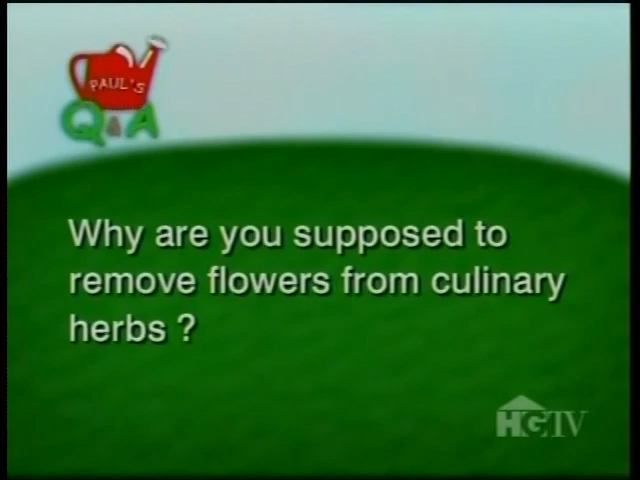 PAUL'S
Q&A
Why are you supposed to
remove flowers from culinary
herbs ?
HGTV